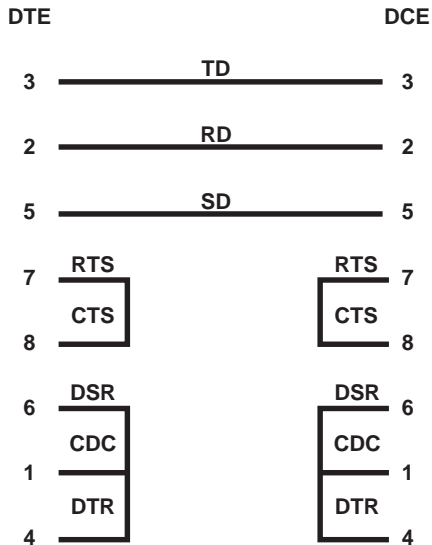 DTE DCE
3 TD 3
2 RD 2
5 SD 5
RTS RTS
7 7
CTS CTS
8 8
DSR DSR
6 6
CDC CDC
1 1
DTR DTR
4 4